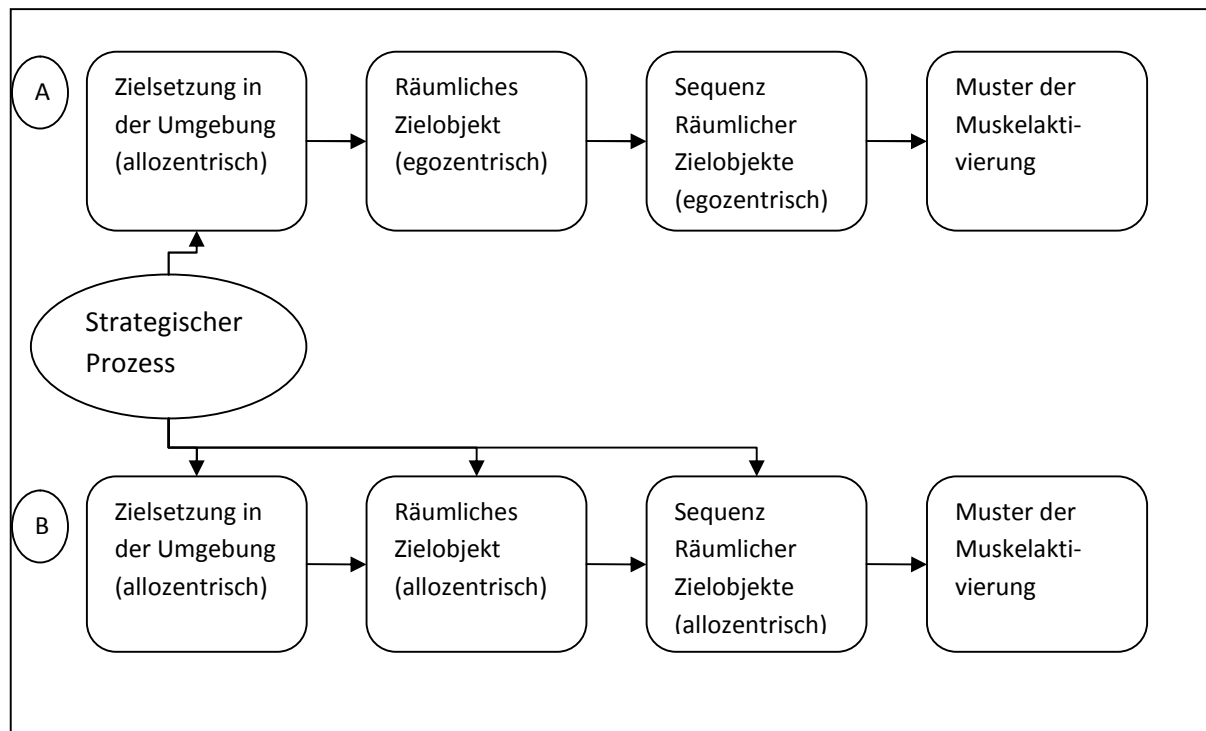 A
Zielsetzung in
der Umgebung
(allozentrisch)
Räumliches
Zielobjekt
(egozentrisch)
Sequenz
Räumlicher
Zielobjekte
(egozentrisch)
Muster der
Muskelakti-
vierung
Strategischer
Prozess
B
Zielsetzung in
der Umgebung
(allozentrisch)
Räumliches
Zielobjekt
(allozentrisch)
Sequenz
Räumlicher
Zielobjekte
(allozentrisch)
Muster der
Muskelakti-
vierung